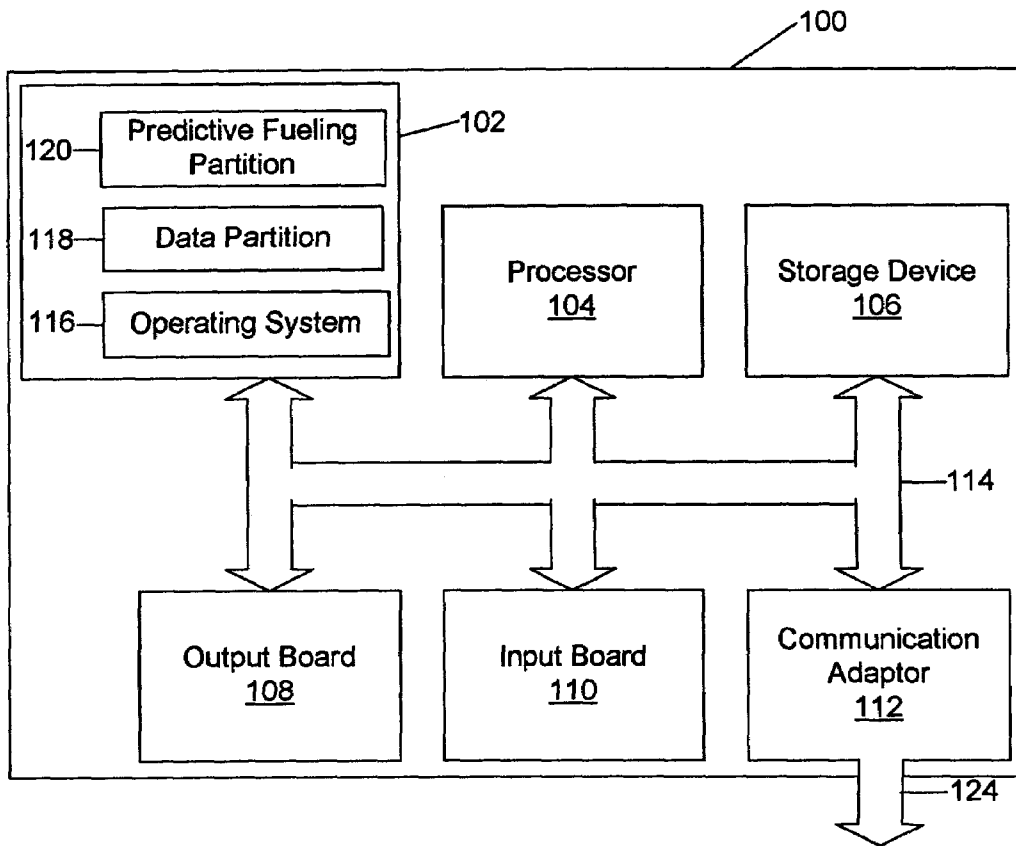 100
120
Predictive Fueling
Partition
102
118
Data Partition
116
Operating System
Processor
104
Storage Device
106
114
Output Board
108
Input Board
110
Communication
Adaptor
112
124